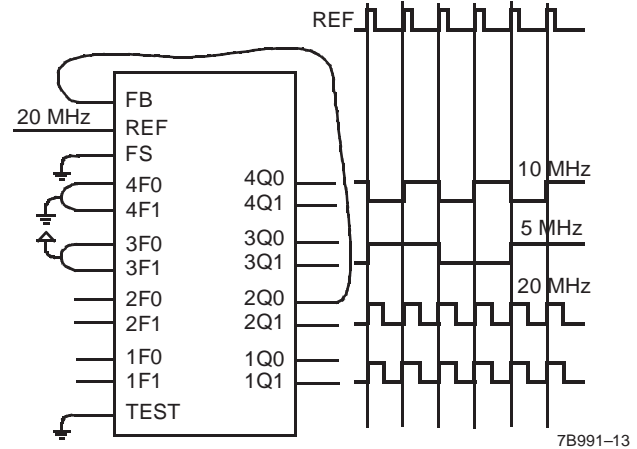 REF
FB
20 MHz
REF
FS
4F0
4Q0
10 MHz
4F1
4Q1
3F0
3Q0
5 MHz
3F1
3Q1
2F0
2Q0
20 MHz
2F1
2Q1
1F0
1Q0
1F1
1Q1
TEST
7B991–13